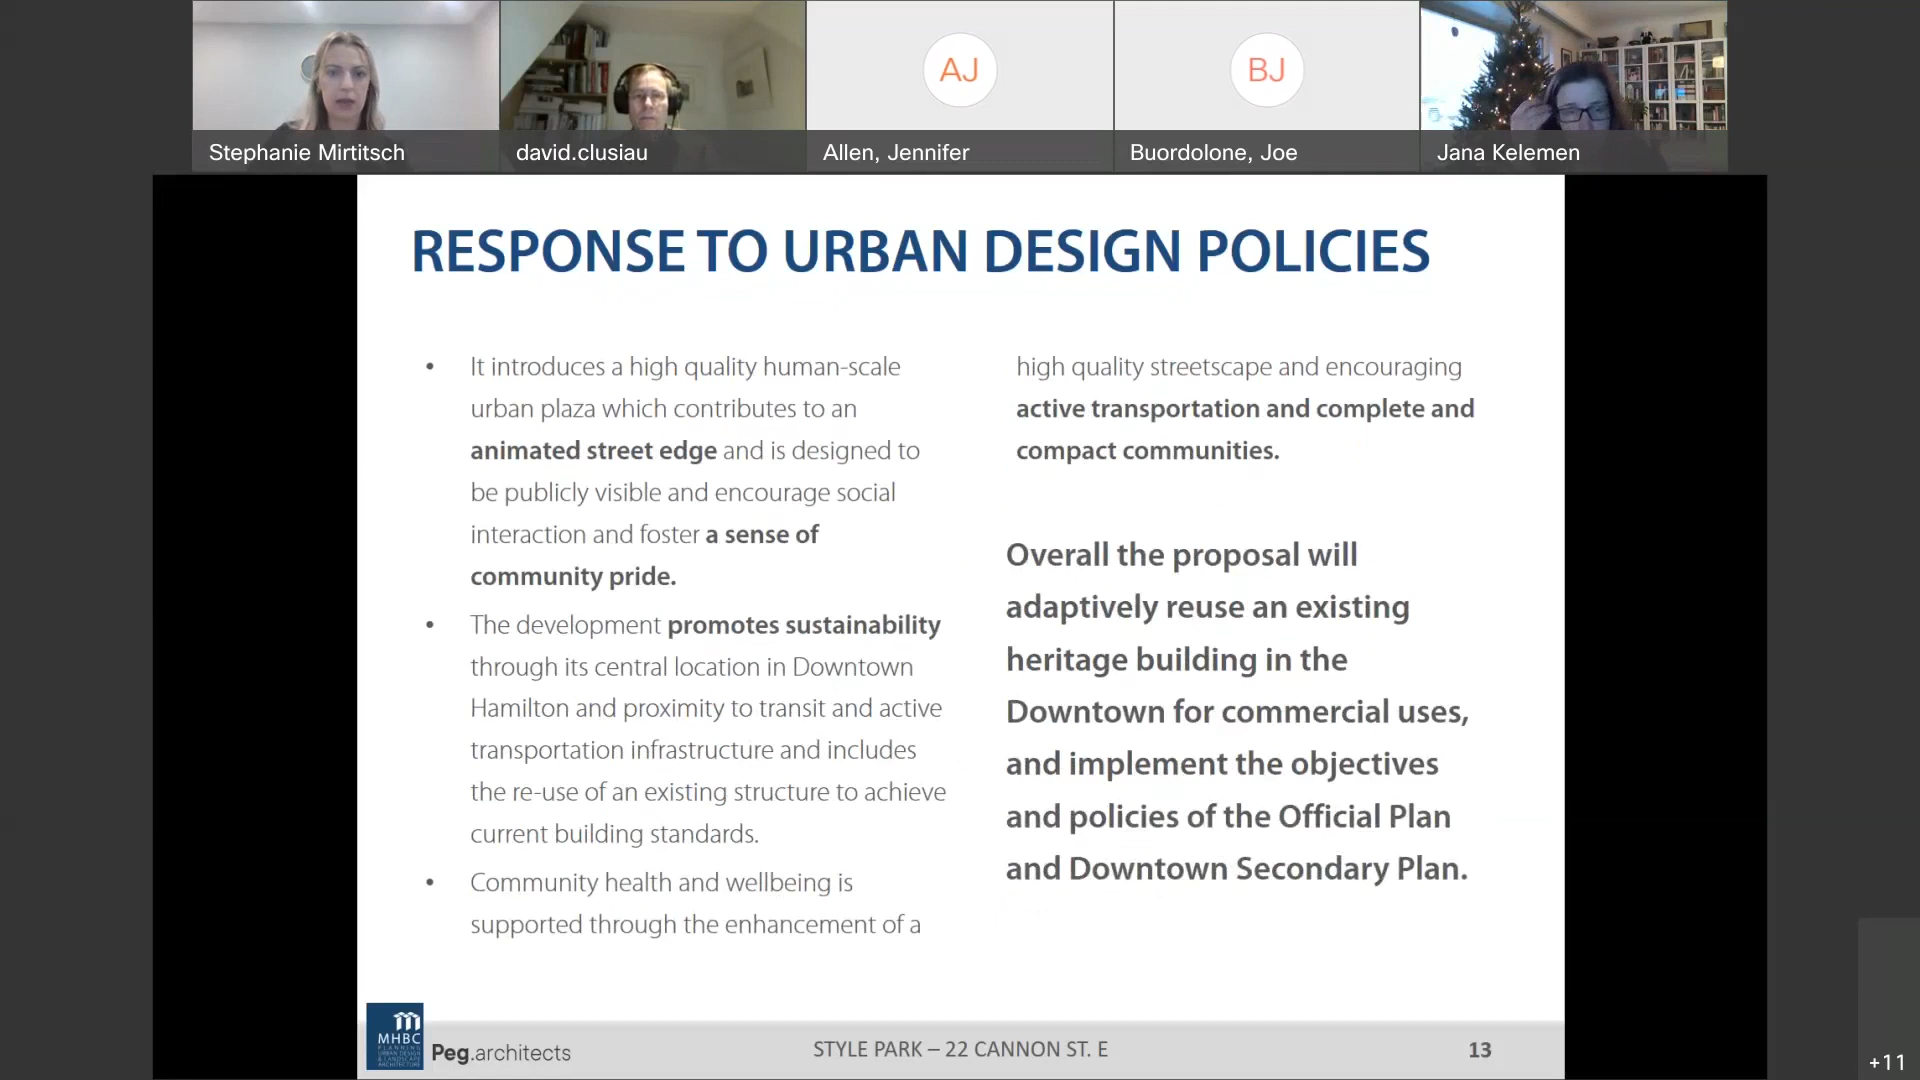 AJ
BJ
Stephanie Mirtitsch
david.clusiau
Allen, Jennifer
Buordolone, Joe
Jana Kelemen
RESPONSE TO URBAN DESIGN POLICIES
• It introduces a high quality human-scale
urban plaza which contributes to an
animated street edge and is designed to
be publicly visible and encourage social
interaction and foster a sense of
community pride.
• The development promotes sustainability
through its central location in Downtown
Hamilton and proximity to transit and active
transportation infrastructure and includes
the re-use of an existing structure to achieve
current building standards.
• Community health and wellbeing is
supported through the enhancement of a
high quality streetscape and encouraging
active transportation and complete and
compact communities.
Overall the proposal will
adaptively reuse an existing
heritage building in the
Downtown for commercial uses,
and implement the objectives
and policies of the Official Plan
and Downtown Secondary Plan.
MHBC
PLANNING
URBAN DESIGN
& LANDSCAPE
ARCHITECTURE
Peg.architects
STYLE PARK – 22 CANNON ST. E
13
+11